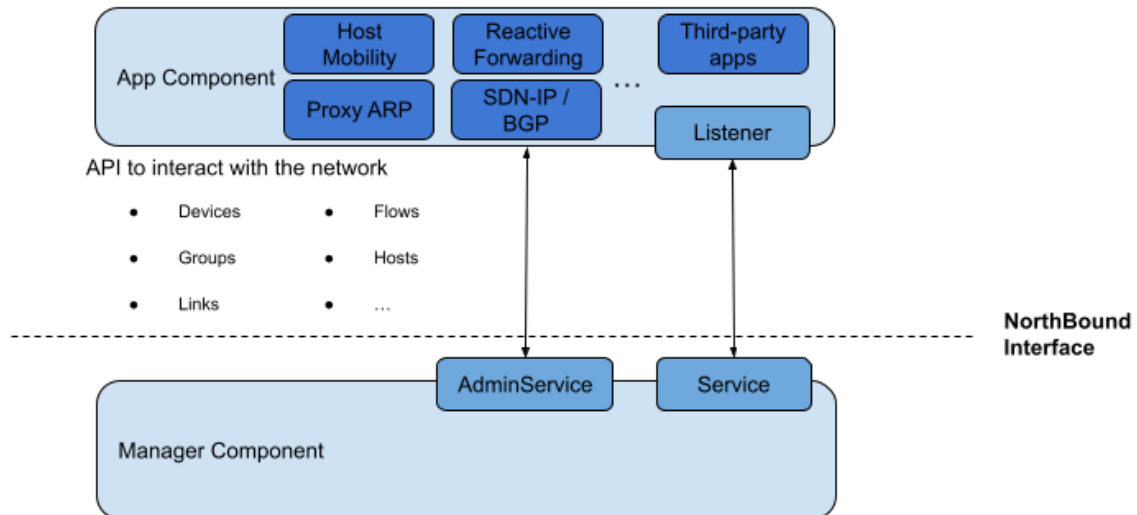 Host
Mobility
Reactive
Forwarding
Third-party
apps
App Component
...
Proxy ARP
SDN-IP /
BGP
Listener
API to interact with the network
● Devices
● Flows
● Groups
● Hosts
● Links
● ...
NorthBound
Interface
AdminService
Service
Manager Component